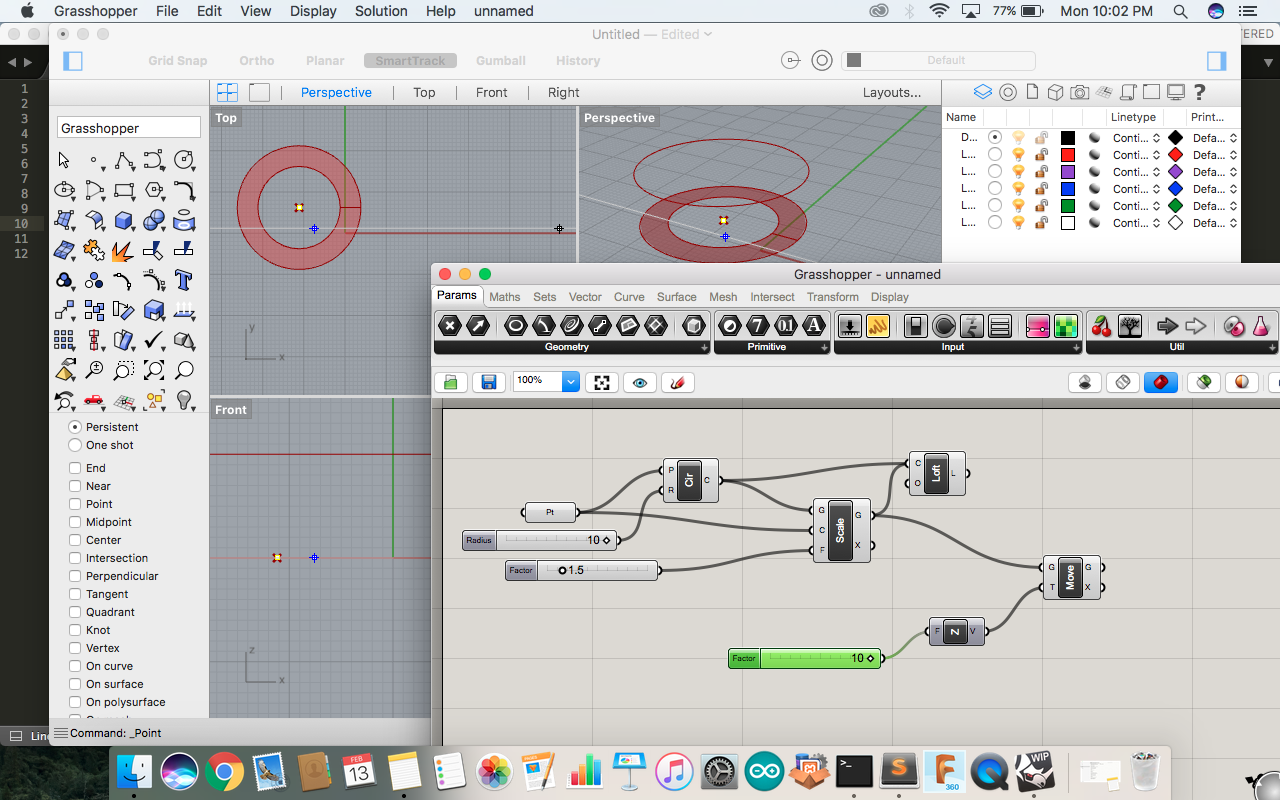 Grasshopper File Edit View Display Solution Help unnamed 77% Mon 10:02 PM
Untitled — Edited
ERED
Grid Snap Ortho Planar SmartTrack Gumball History Default
Perspective Top Front Right Layouts...
1
2
3
4
5
6
7
8
9
10
11
12
Grasshopper
Top
y
x
Perspective
Front
z
x
Name Linetype Print...
D... Conti... Defa...
L... Conti... Defa...
L... Conti... Defa...
L... Conti... Defa...
L... Conti... Defa...
L... Conti... Defa...
Persistent
One shot
End
Near
Point
Midpoint
Center
Intersection
Perpendicular
Tangent
Quadrant
Knot
Vertex
On curve
On surface
On polysurface
Line
Command: _Point
Grasshopper - unnamed
Params Maths Sets Vector Curve Surface Mesh Intersect Transform Display
Geometry Primitive Input Util
100%
P Cir C
R
C Loft L
O
Pt
G Scale G
C
F X
Radius 10
Factor 1.5
G Move G
T X
F Z V
Factor 10
FEB
13
WIP
360